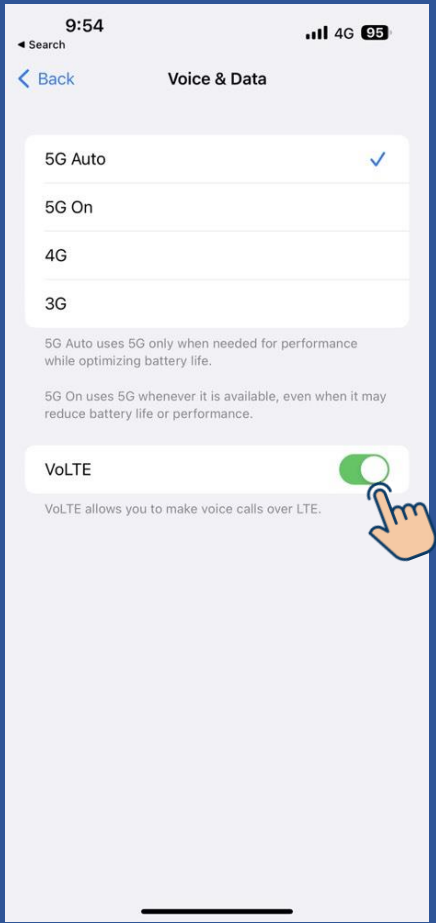 9:54
4G 95
Search
Back
Voice & Data
5G Auto
5G On
4G
3G
5G Auto uses 5G only when needed for performance
while optimizing battery life.
5G On uses 5G whenever it is available, even when it may
reduce battery life or performance.
VoLTE
VoLTE allows you to make voice calls over LTE.